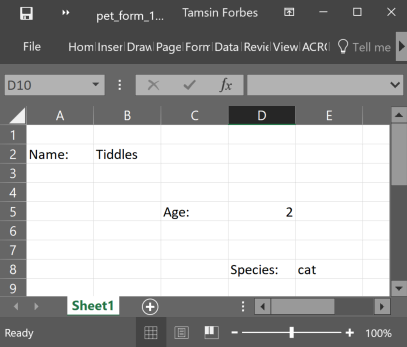 pet_form_1... Tamsin Forbes
File Hom Inser Draw Page Form Data Revie View ACR Tell me
D10 fx
A B C D E
1
2 Name: Tiddles
3
4
5 Age: 2
6
7
8 Species: cat
9
Sheet1
Ready 100%